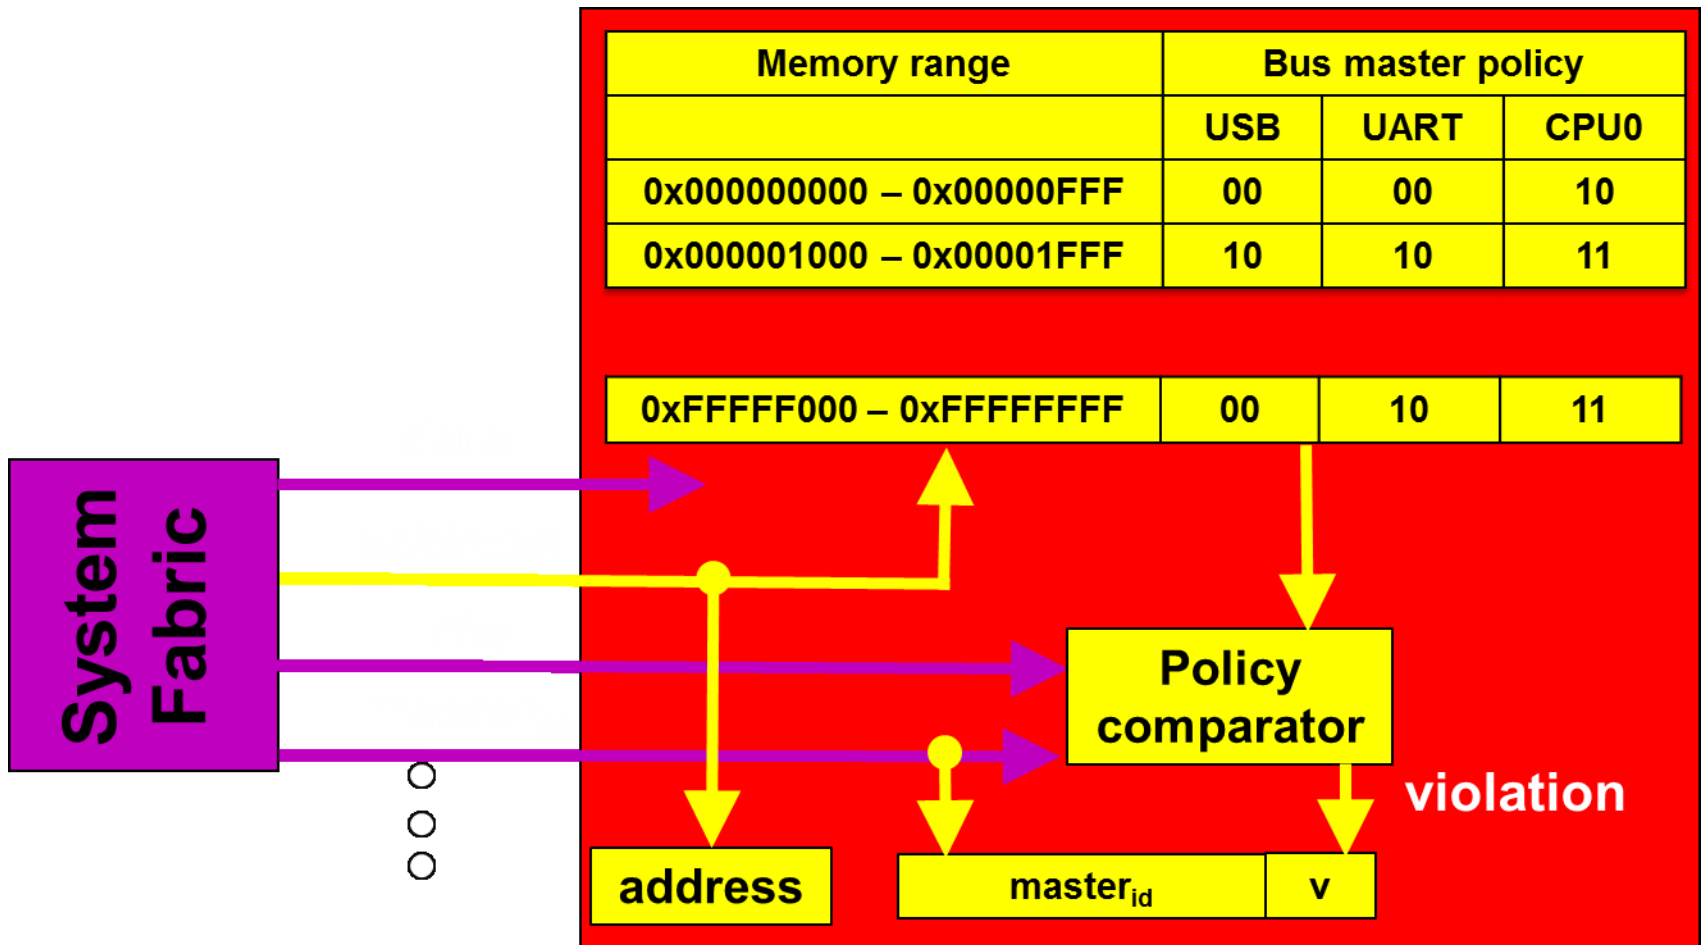 Memory range Bus master policy
USB UART CPU0
0x000000000 – 0x00000FFF 00 00 10
0x000001000 – 0x00001FFF 10 10 11
0xFFFFF000 – 0xFFFFFFFF 00 10 11
System
Fabric
Policy
comparator
violation
address
master_id v